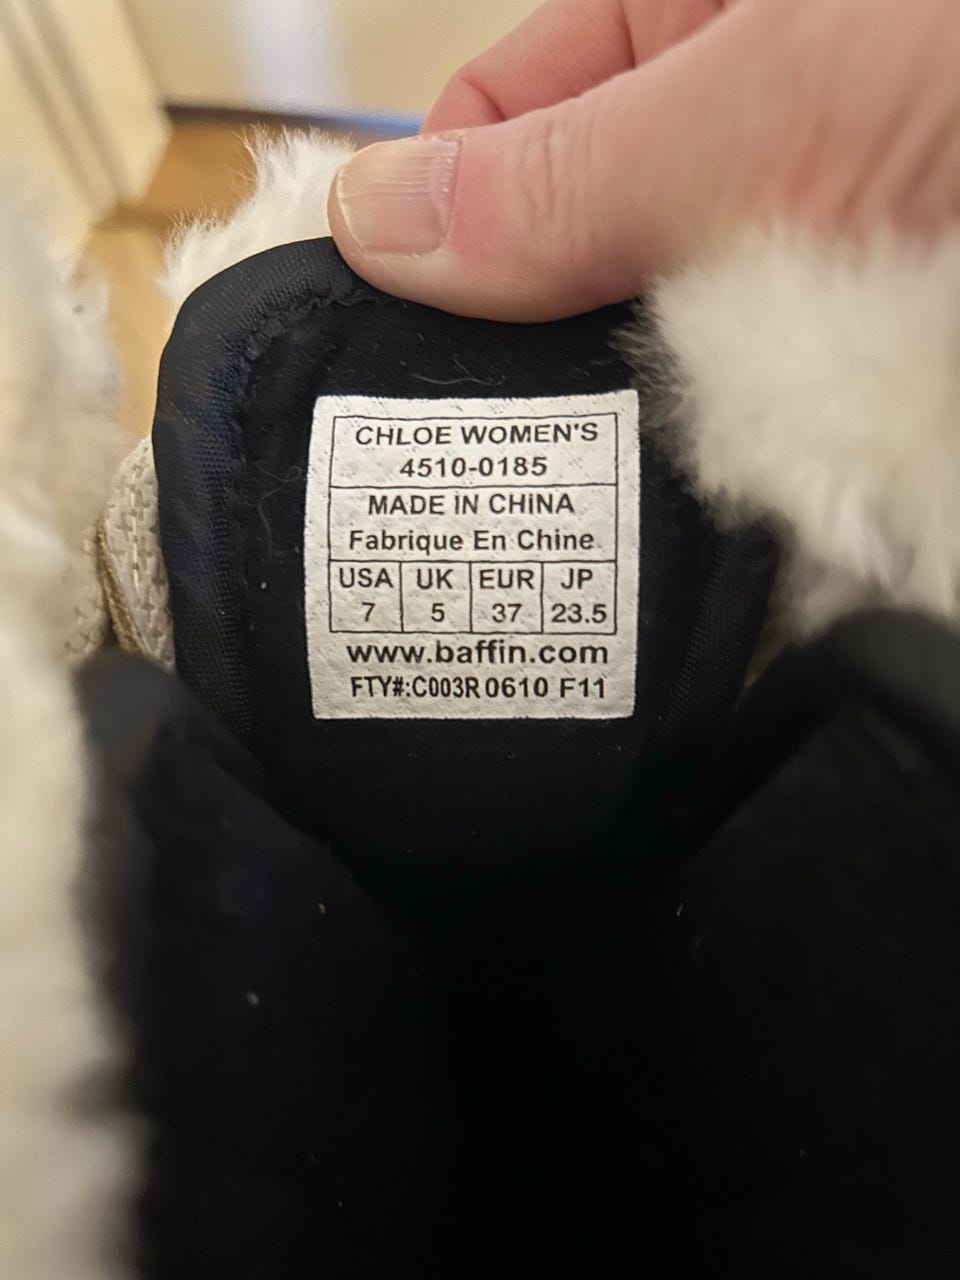 CHLOE WOMEN'S
4510-0185
MADE IN CHINA
Fabrique En Chine
USA UK EUR JP
7 5 37 23.5
www.baffin.com
FTY#:C003R 0610 F11